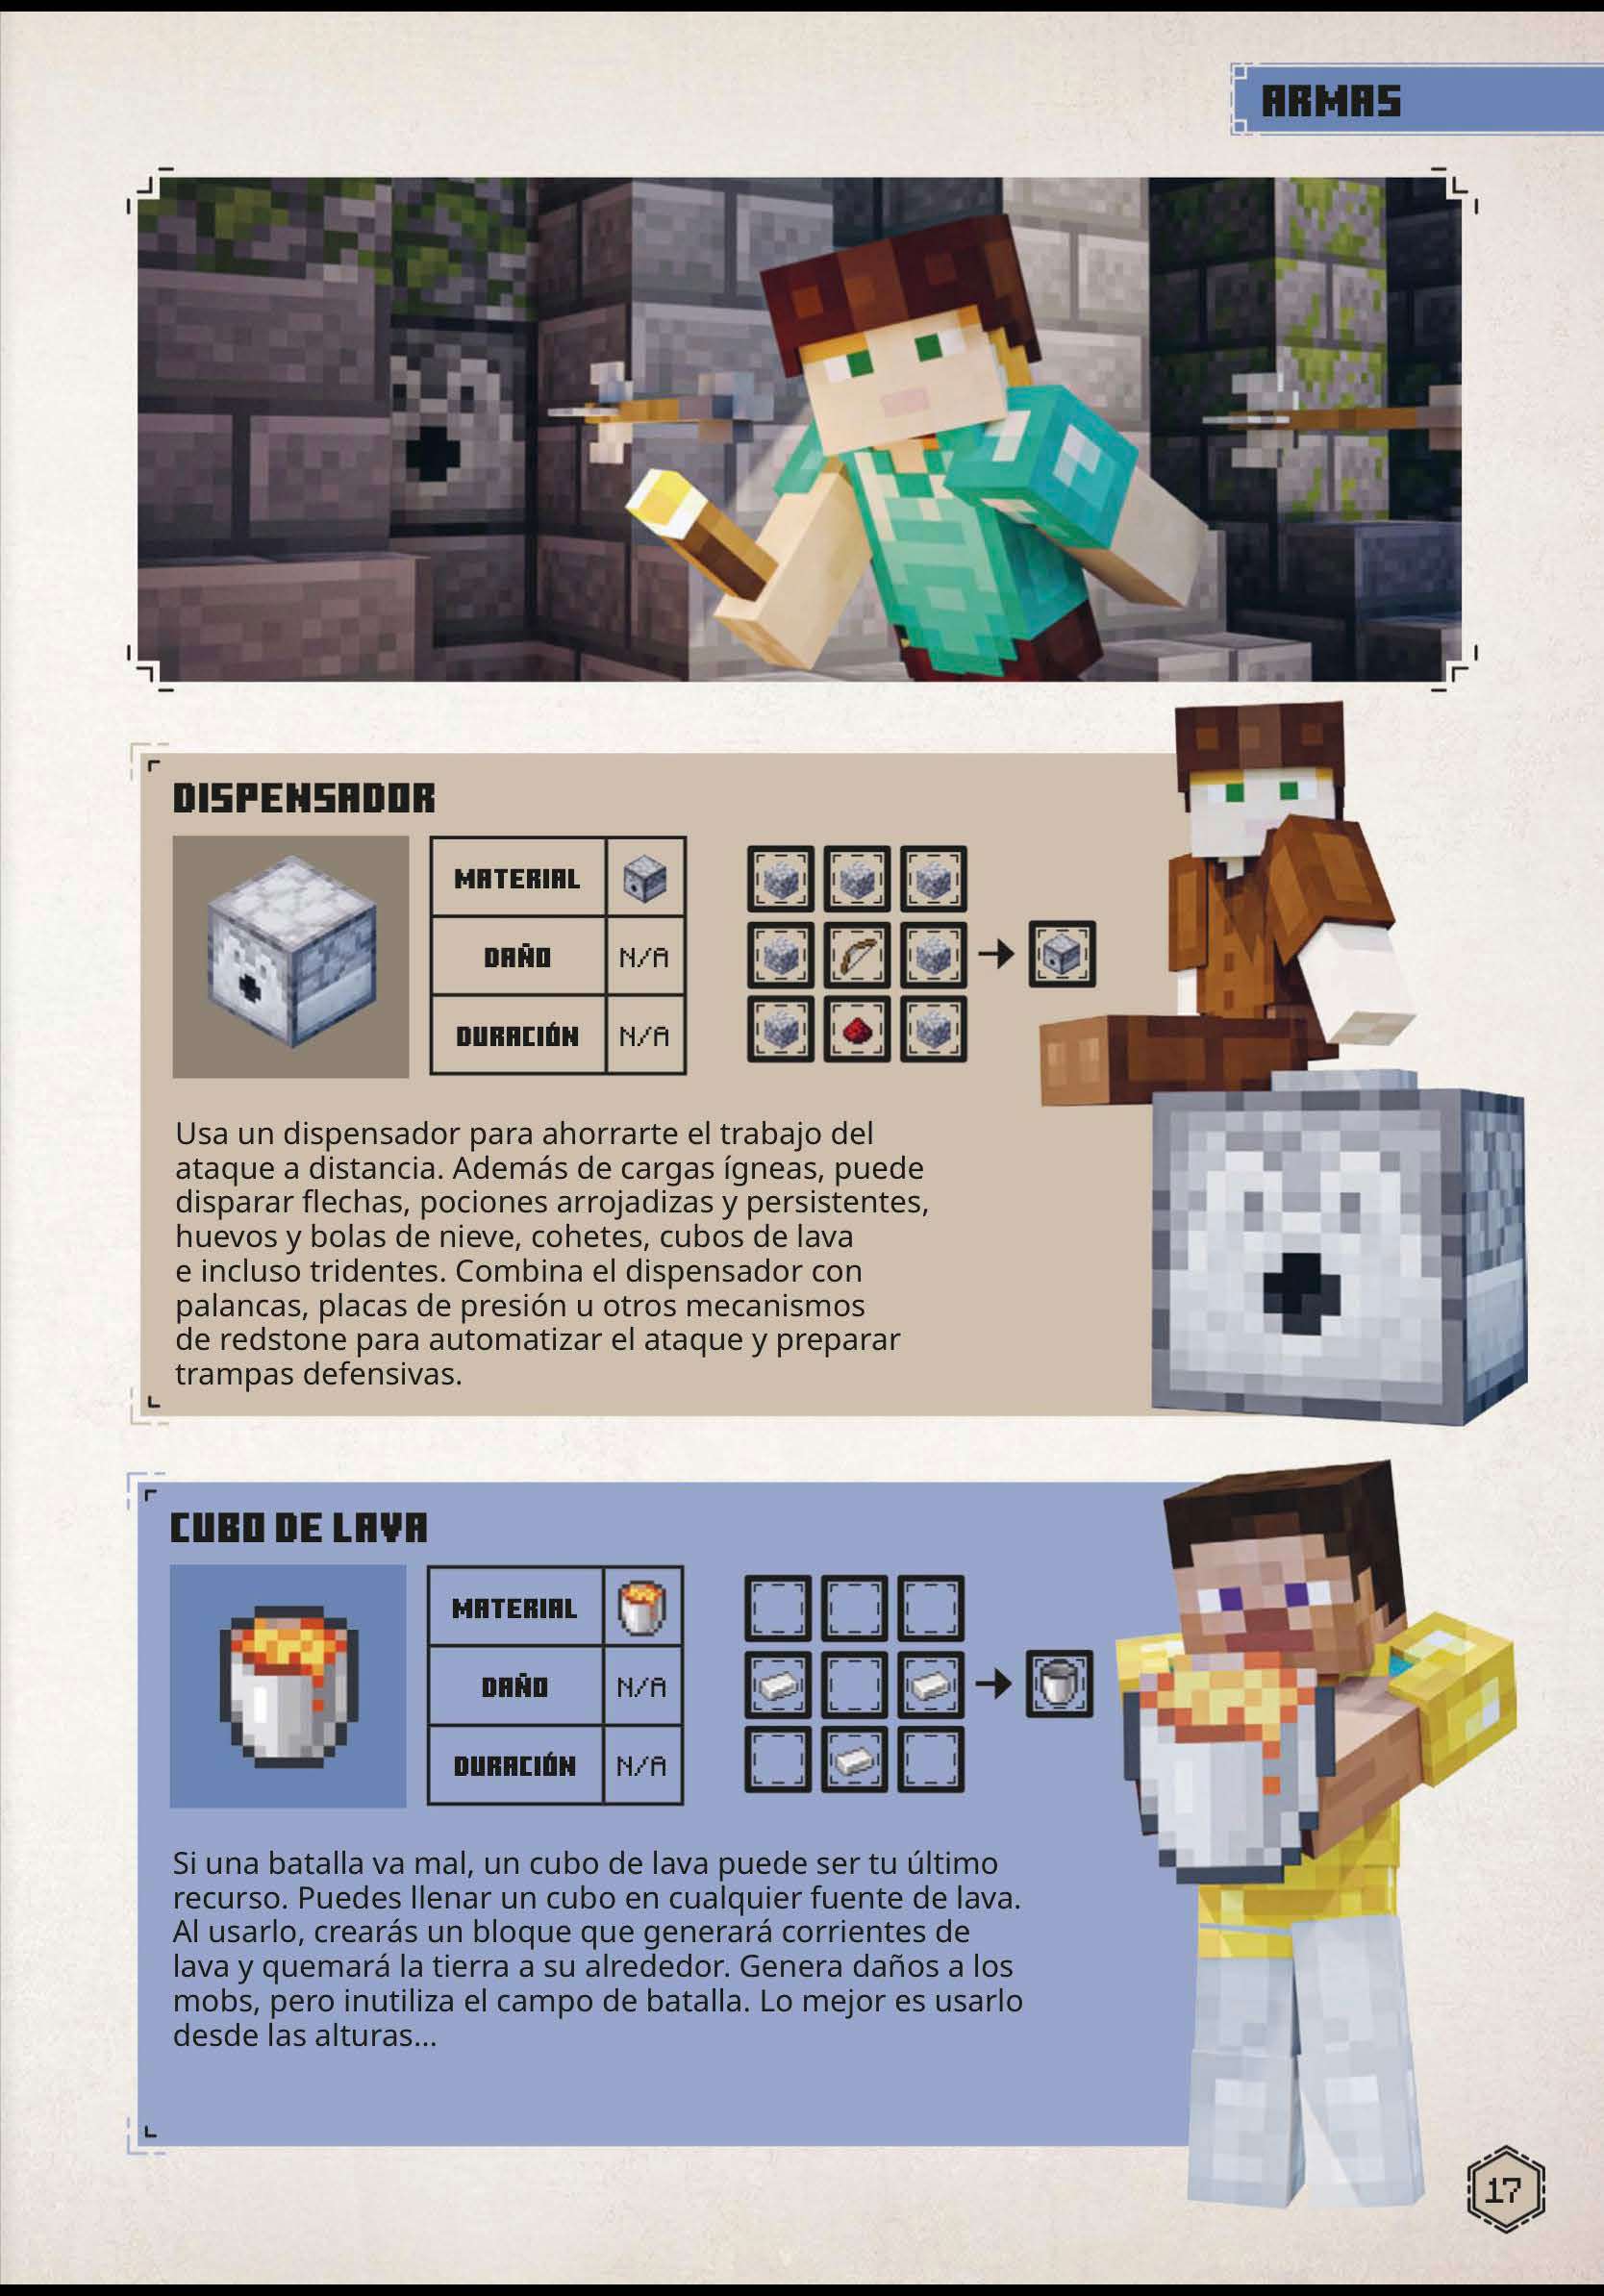 ARMAS
DISPENSADOR
MATERIAL
DAÑO N/A
DURACIÓN N/A
Usa un dispensador para ahorrarte el trabajo del
ataque a distancia. Además de cargas ígneas, puede
disparar flechas, pociones arrojadizas y persistentes,
huevos y bolas de nieve, cohetes, cubos de lava
e incluso tridentes. Combina el dispensador con
palancas, placas de presión u otros mecanismos
de redstone para automatizar el ataque y preparar
trampas defensivas.
CUBO DE LAVA
MATERIAL
DAÑO N/A
DURACIÓN N/A
Si una batalla va mal, un cubo de lava puede ser tu último
recurso. Puedes llenar un cubo en cualquier fuente de lava.
Al usarlo, crearás un bloque que generará corrientes de
lava y quemará la tierra a su alrededor. Genera daños a los
mobs, pero inutiliza el campo de batalla. Lo mejor es usarlo
desde las alturas...
17